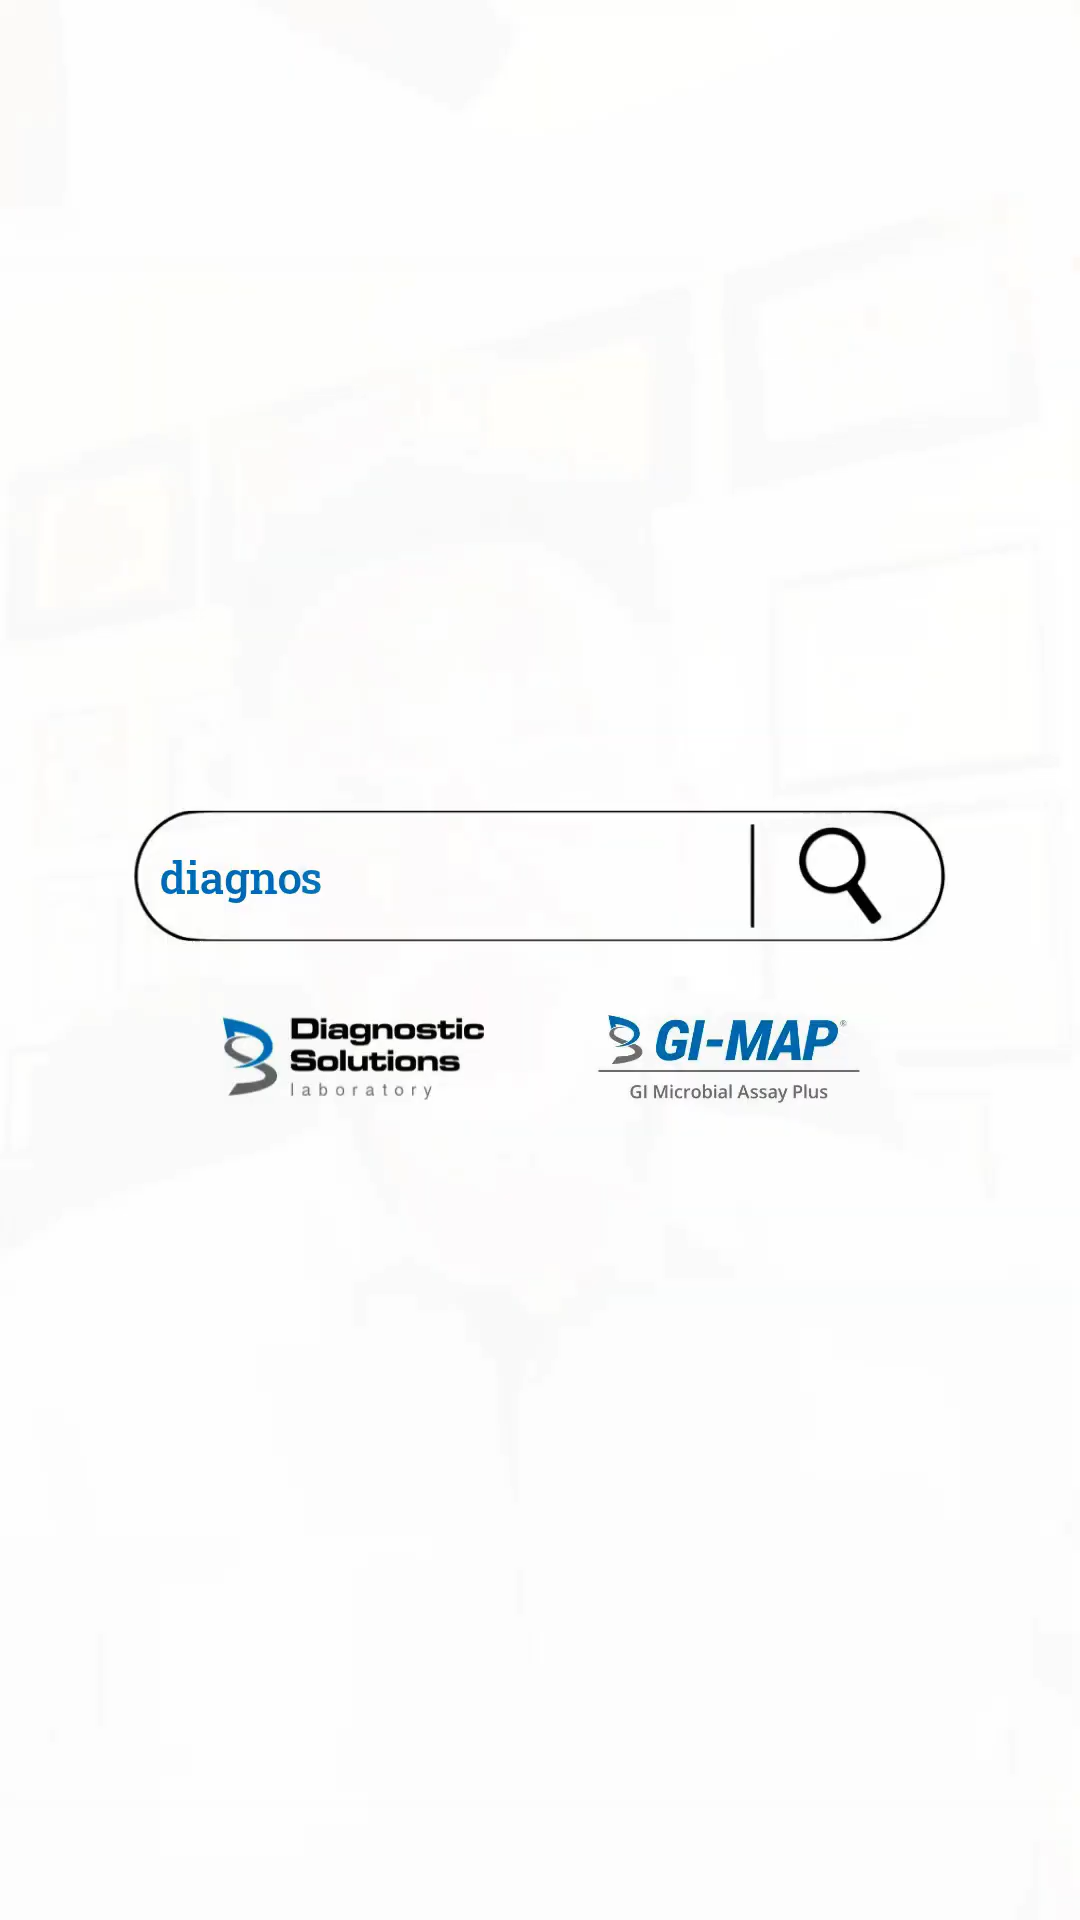 diagnos
Diagnostic
Solutions
laboratory
GI-MAP®
GI Microbial Assay Plus